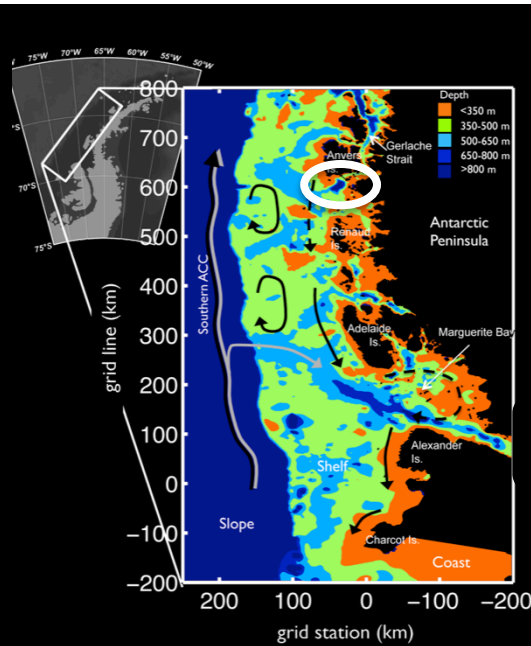 75°W 70°W 65°W 60°W 55°W 50°W
70°S
75°S
800
700
600
500
400
300
200
100
0
-100
-200
grid line (km)
Depth
<350 m
350-500 m
500-650 m
650-800 m
>800 m
Gerlache
Strait
Anvers
Is.
Renaud
Is.
Antarctic
Peninsula
Southern ACC
Adelaide
Is.
Marguerite Bay
Alexander
Is.
Shelf
Slope
Charcot Is.
Coast
200 100 0 -100 -200
grid station (km)